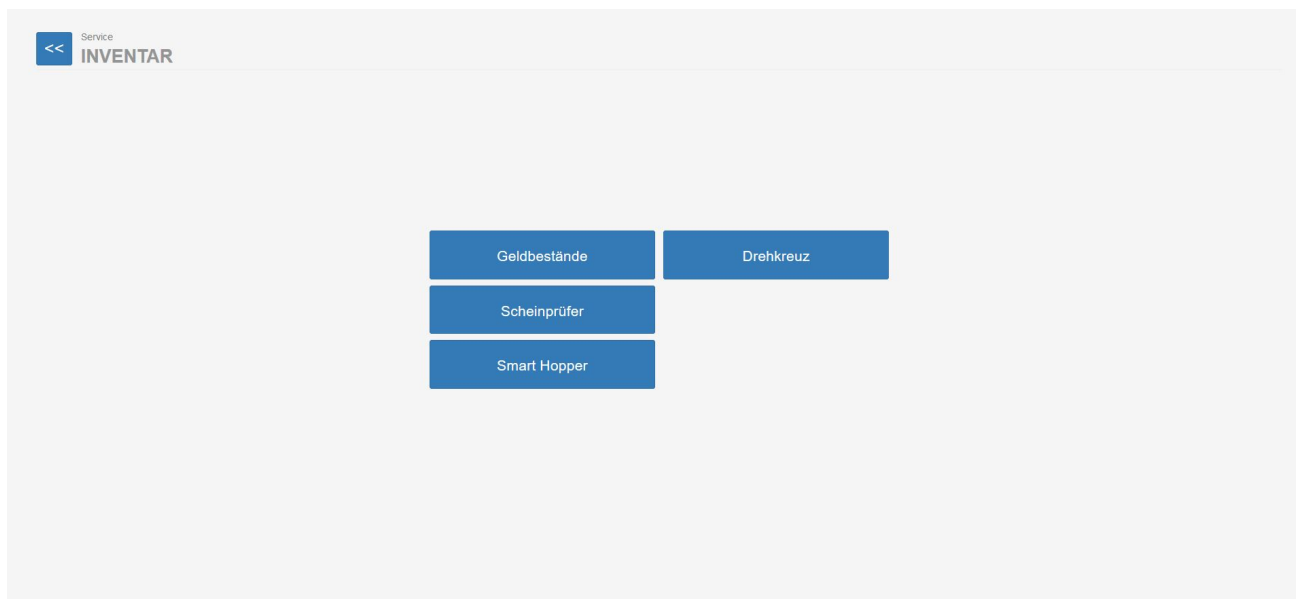 <<
Service
INVENTAR
Geldbestände
Drehkreuz
Scheinprüfer
Smart Hopper